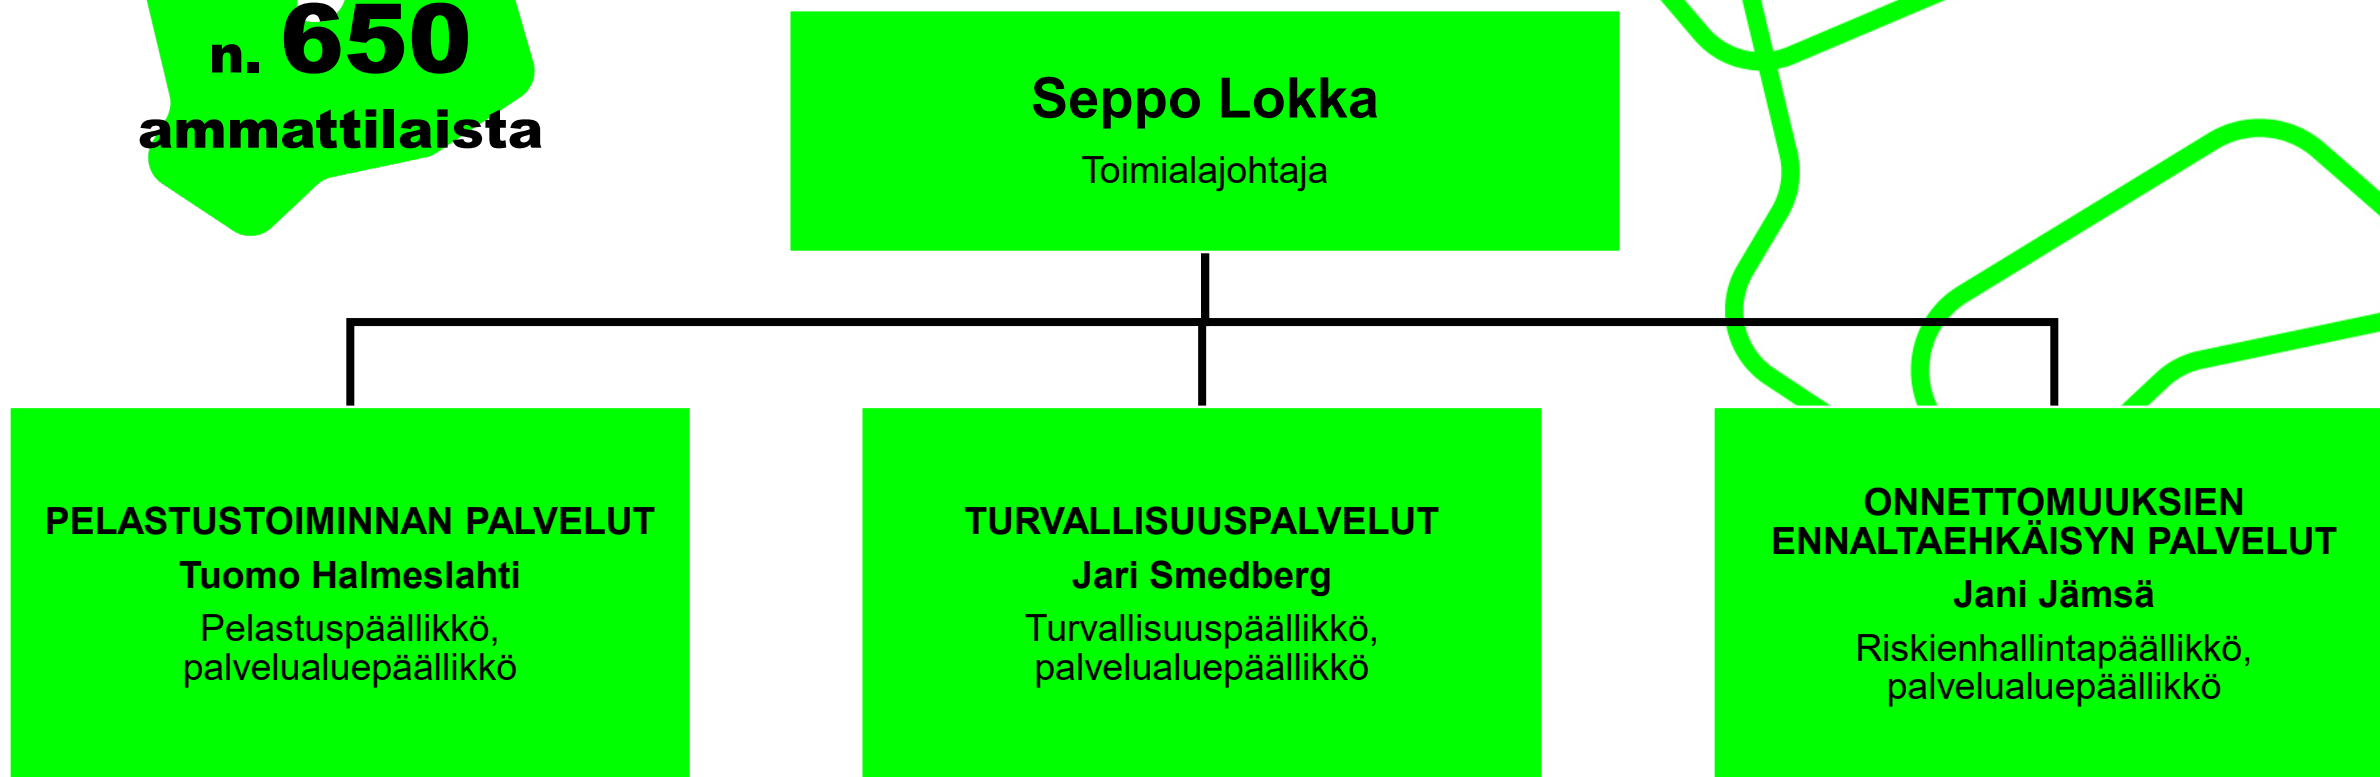 n. 650
ammattilaista
Seppo Lokka
Toimialajohtaja
PELASTUSTOIMINNAN PALVELUT
Tuomo Halmeslahti
Pelastuspäällikkö,
palvelualuepäällikkö
TURVALLISUUSPALVELUT
Jari Smedberg
Turvallisuuspäällikkö,
palvelualuepäällikkö
ONNETTOMUUKSIEN
ENNALTAEHKÄISYN PALVELUT
Jani Jämsä
Riskienhallintapäällikkö,
palvelualuepäällikkö